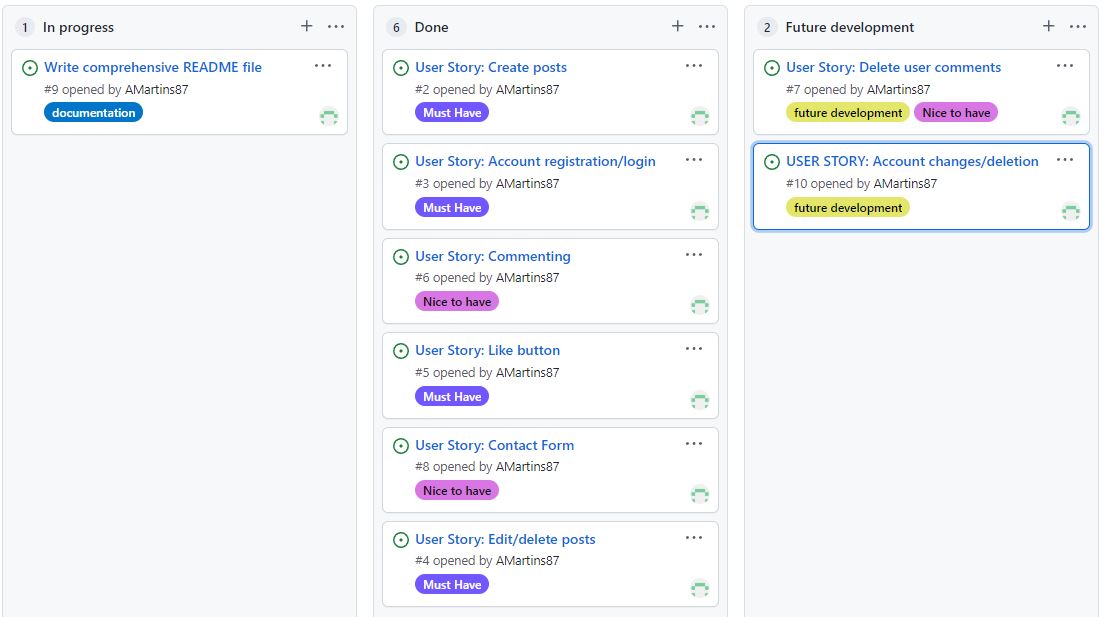 1 In progress
Write comprehensive README file
#9 opened by AMartins87
documentation
6 Done
User Story: Create posts
#2 opened by AMartins87
Must Have
User Story: Account registration/login
#3 opened by AMartins87
Must Have
User Story: Commenting
#6 opened by AMartins87
Nice to have
User Story: Like button
#5 opened by AMartins87
Must Have
User Story: Contact Form
#8 opened by AMartins87
Nice to have
User Story: Edit/delete posts
#4 opened by AMartins87
Must Have
2 Future development
User Story: Delete user comments
#7 opened by AMartins87
future development Nice to have
USER STORY: Account changes/deletion
#10 opened by AMartins87
future development